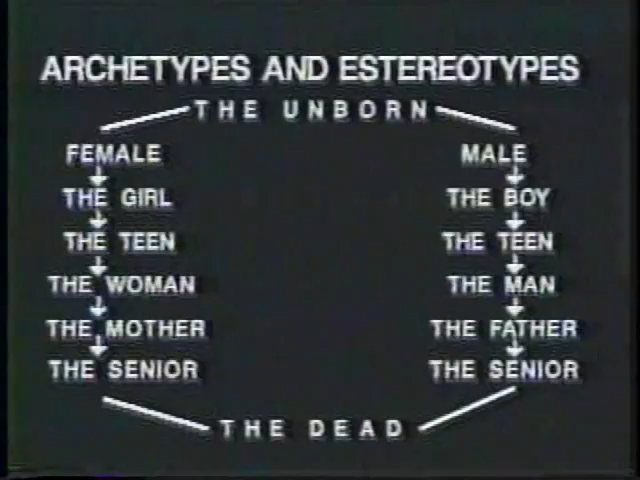 ARCHETYPES AND ESTEREOTYPES
THE UNBORN
FEMALE MALE
THE GIRL THE BOY
THE TEEN THE TEEN
THE WOMAN THE MAN
THE MOTHER THE FATHER
THE SENIOR THE SENIOR
THE DEAD